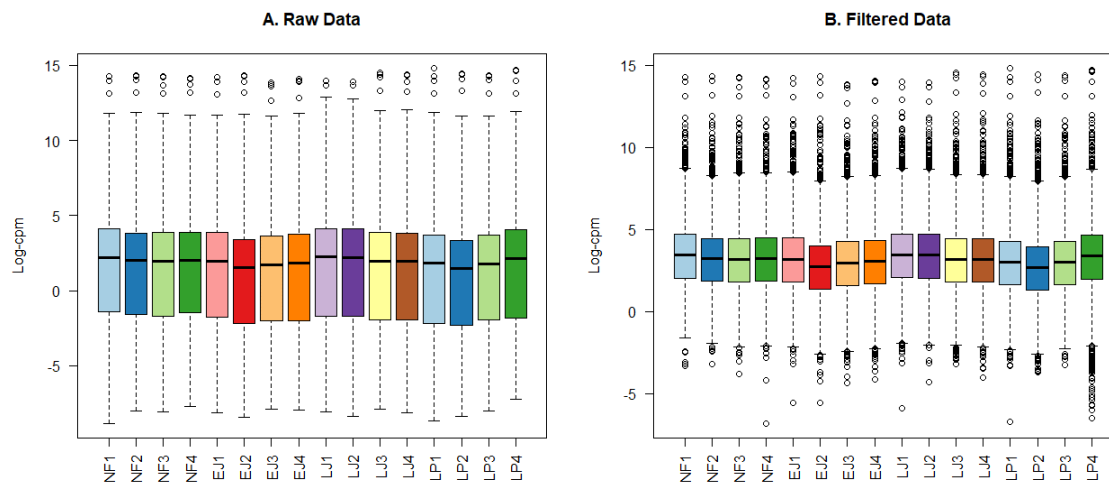 A. Raw Data
Log-cpm
15
10
5
0
-5
NF1 NF2 NF3 NF4 EJ1 EJ2 EJ3 EJ4 LJ1 LJ2 LJ3 LJ4 LP1 LP2 LP3 LP4
B. Filtered Data
Log-cpm
15
10
5
0
-5
NF1 NF2 NF3 NF4 EJ1 EJ2 EJ3 EJ4 LJ1 LJ2 LJ3 LJ4 LP1 LP2 LP3 LP4